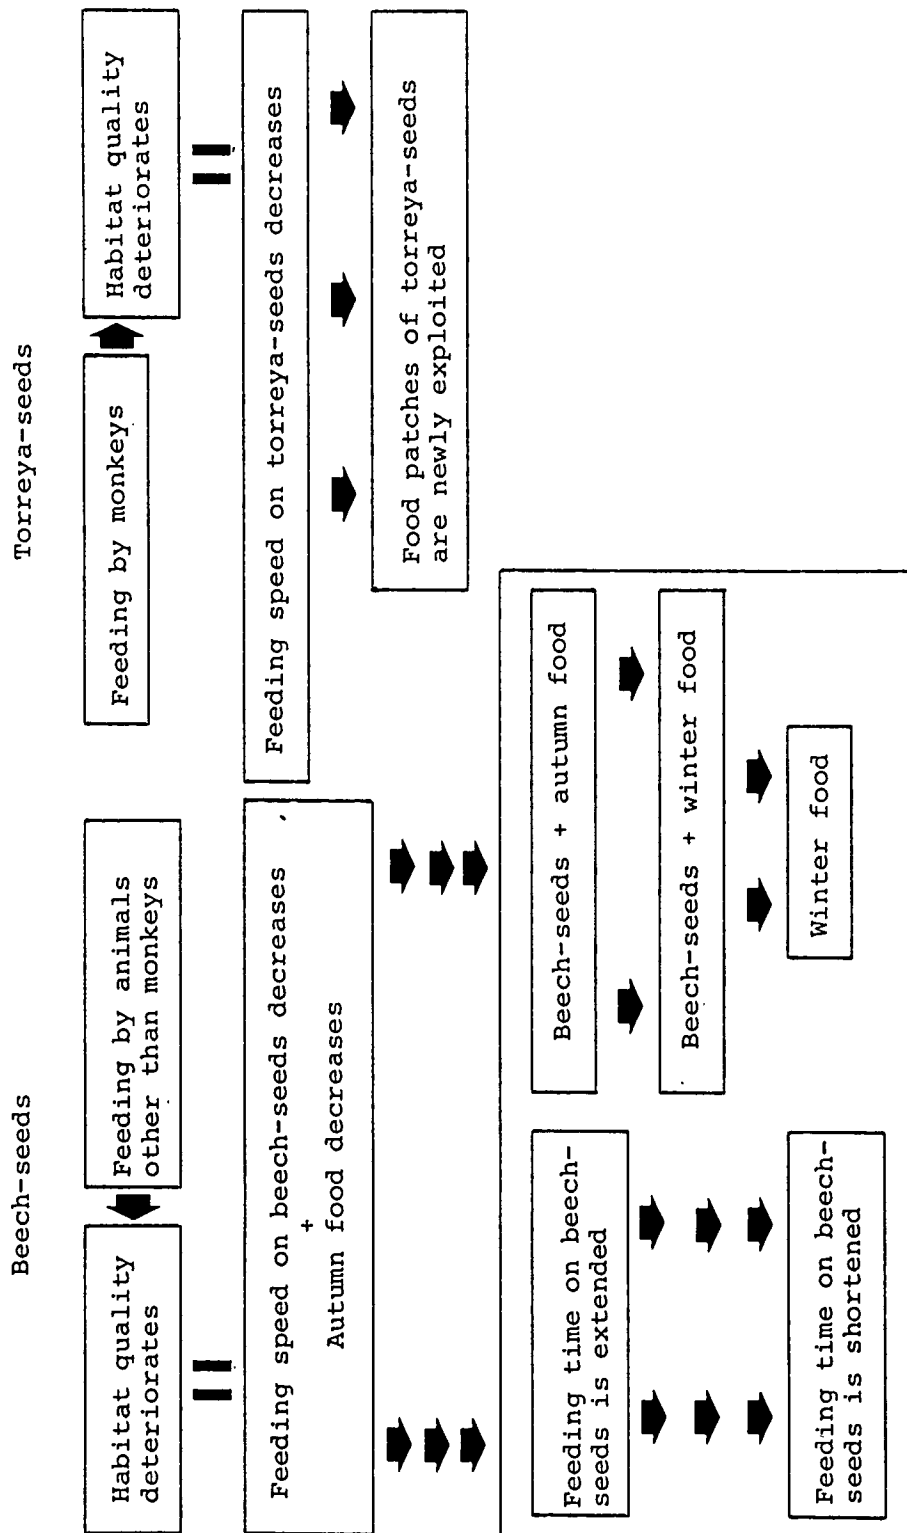 Beech-seeds
Habitat quality
deteriorates
Feeding by animals
other than monkeys
Feeding speed on beech-seeds decreases
+
Autumn food decreases
Feeding time on beech-
seeds is extended
Feeding time on beech-
seeds is shortened
Beech-seeds + autumn food
Beech-seeds + winter food
Winter food
Torreya-seeds
Feeding by monkeys
Habitat quality
deteriorates
Feeding speed on torreya-seeds decreases
Food patches of torreya-seeds
are newly exploited